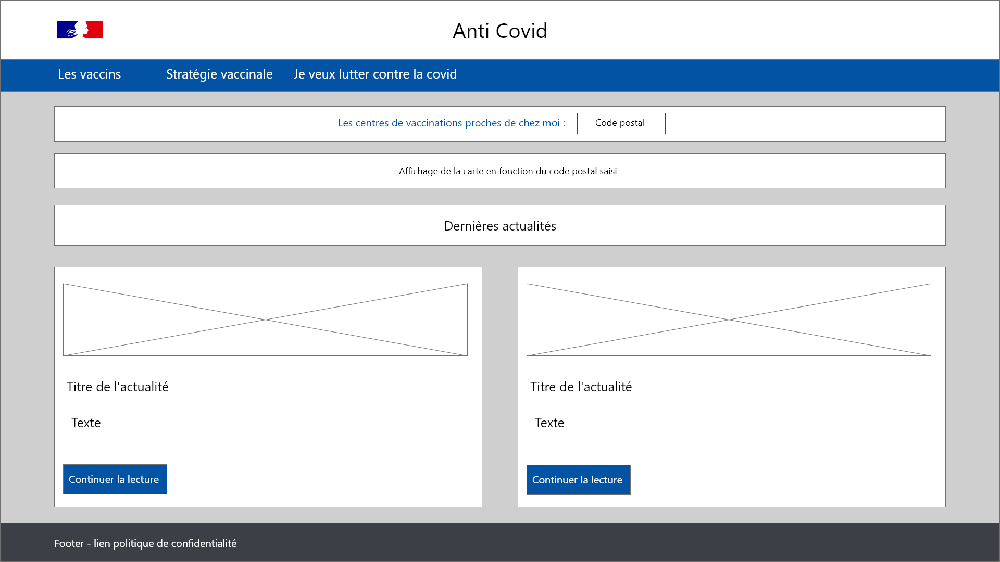 Anti Covid
Les vaccins
Stratégie vaccinale
Je veux lutter contre la covid
Les centres de vaccinations proches de chez moi :
Code postal
Affichage de la carte en fonction du code postal saisi
Dernières actualités
Titre de l'actualité
Texte
Continuer la lecture
Titre de l'actualité
Texte
Continuer la lecture
Footer - lien politique de confidentialité